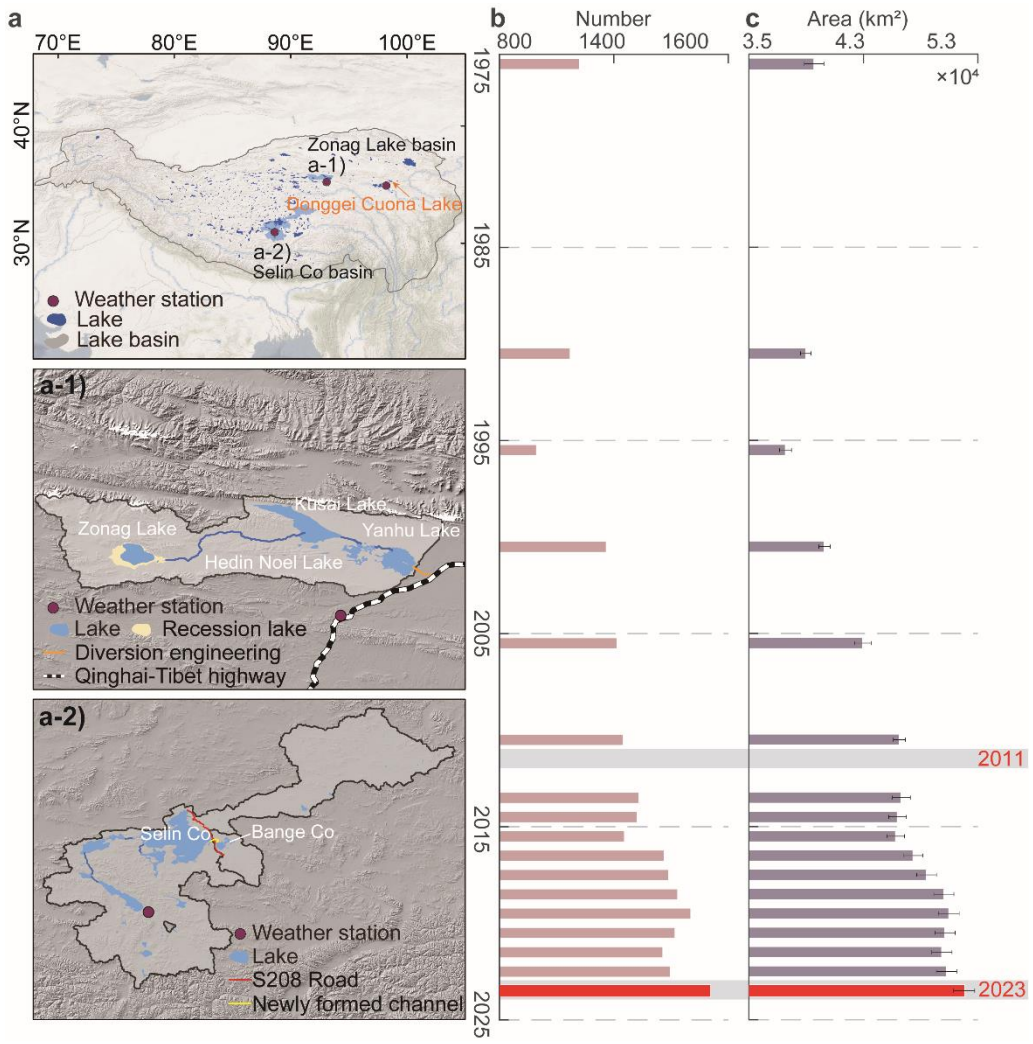 a
70°E 80°E 90°E 100°E
40°N
30°N
Zonag Lake basin
a-1)
Donggei Cuona Lake
a-2)
Selin Co basin
Weather station
Lake
Lake basin
a-1)
Zonag Lake
Kusai Lake
Yanhu Lake
Hedin Noel Lake
Weather station
Lake Recession lake
Diversion engineering
Qinghai-Tibet highway
a-2)
Selin Co
Bange Co
Weather station
Lake
S208 Road
Newly formed channel
b Number
800 1400 1600
1975
1985
1995
2005
2015
2025
c Area (km²)
3.5 4.3 5.3
×10⁴
2011
2023